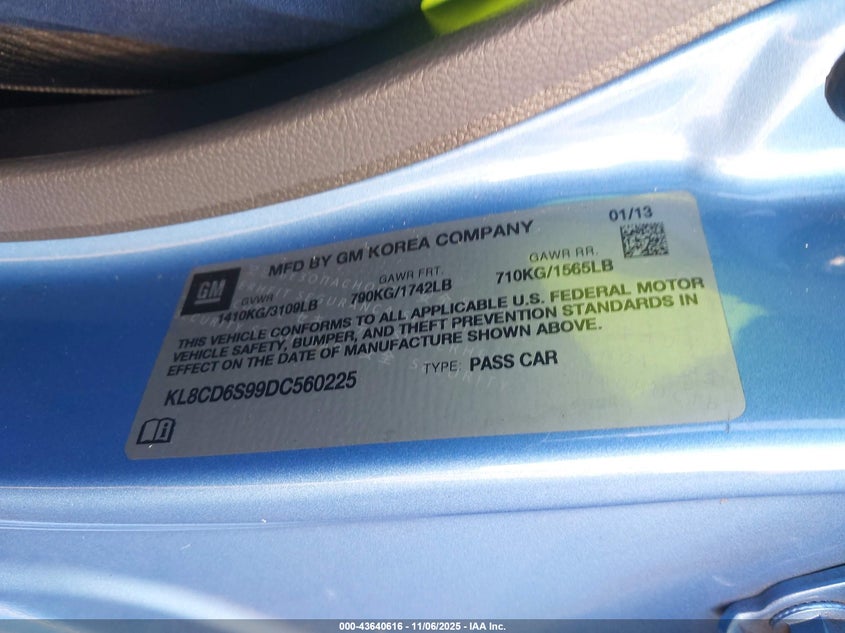 01/13
MFD BY GM KOREA COMPANY
GM
GVWR GAWR FRT. GAWR RR.
1410KG/3109LB 790KG/1742LB 710KG/1565LB
THIS VEHICLE CONFORMS TO ALL APPLICABLE U.S. FEDERAL MOTOR
VEHICLE SAFETY, BUMPER, AND THEFT PREVENTION STANDARDS IN
EFFECT ON THE DATE OF MANUFACTURE SHOWN ABOVE.
KL8CD6S99DC560225 TYPE: PASS CAR
000-43640616 - 11/06/2025 - IAA Inc.